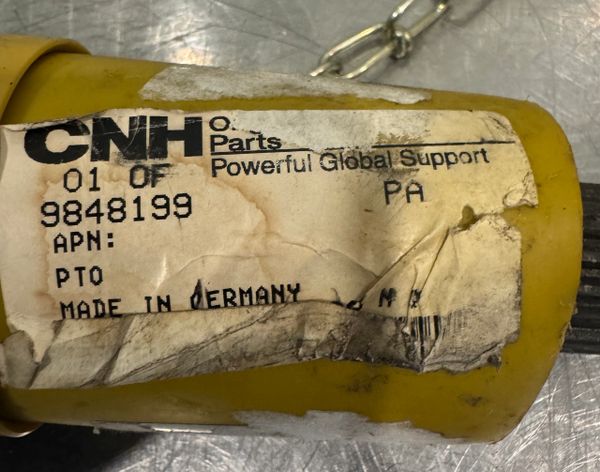 CNH
Parts
Powerful Global Support
01 OF
PA
9848199
APN:
PTO
MADE IN GERMANY